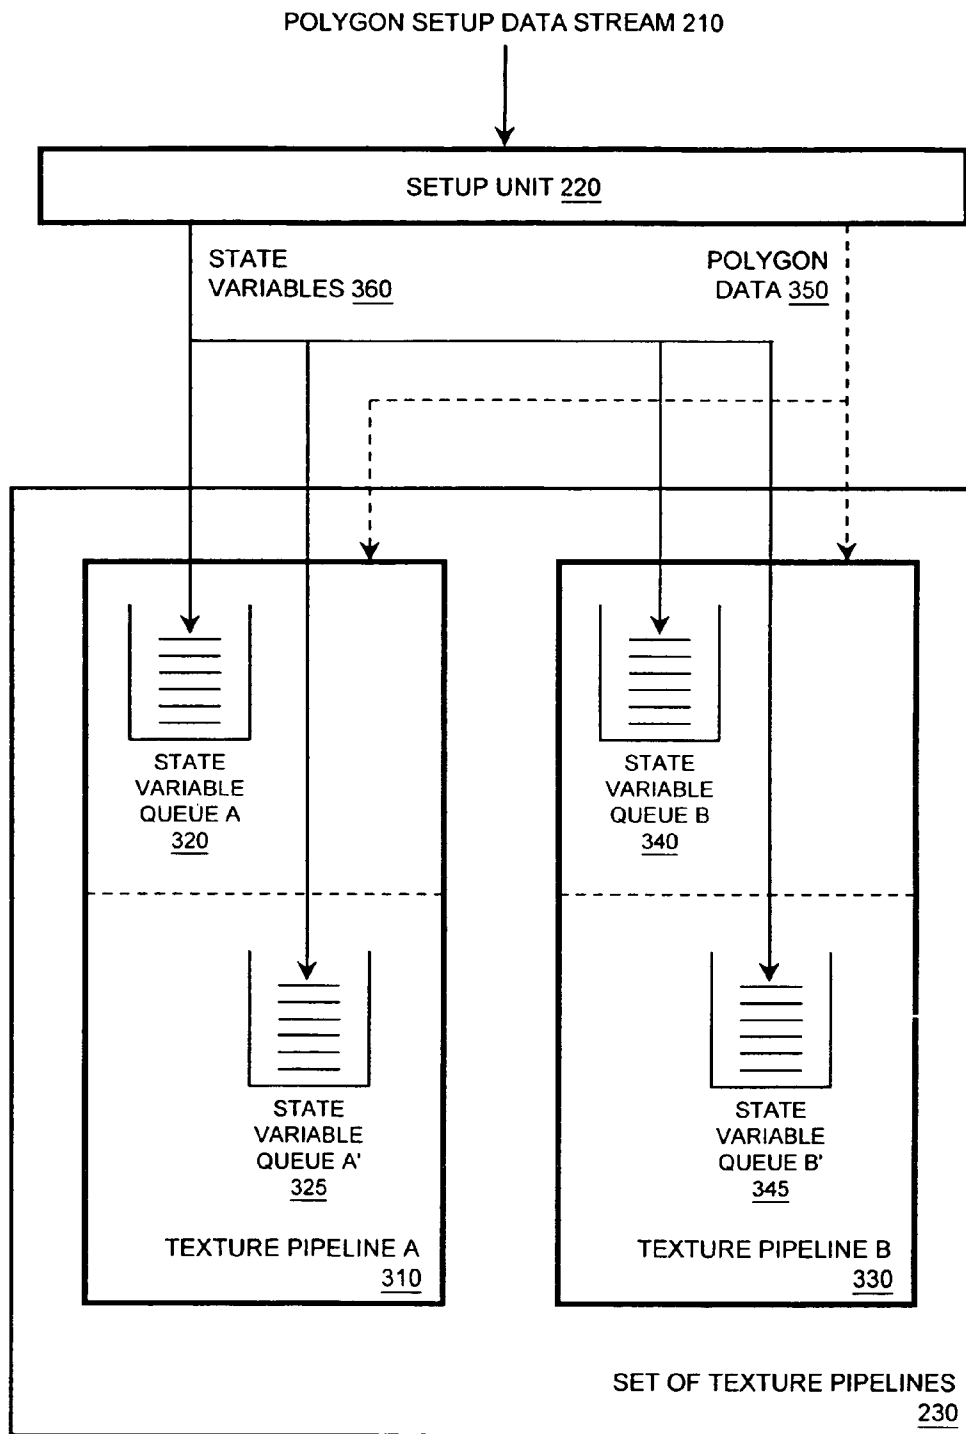 POLYGON SETUP DATA STREAM 210
SETUP UNIT 220
STATE
VARIABLES 360
POLYGON
DATA 350
STATE
VARIABLE
QUEUE A
320
STATE
VARIABLE
QUEUE B
340
STATE
VARIABLE
QUEUE A'
325
STATE
VARIABLE
QUEUE B'
345
TEXTURE PIPELINE A
310
TEXTURE PIPELINE B
330
SET OF TEXTURE PIPELINES
230